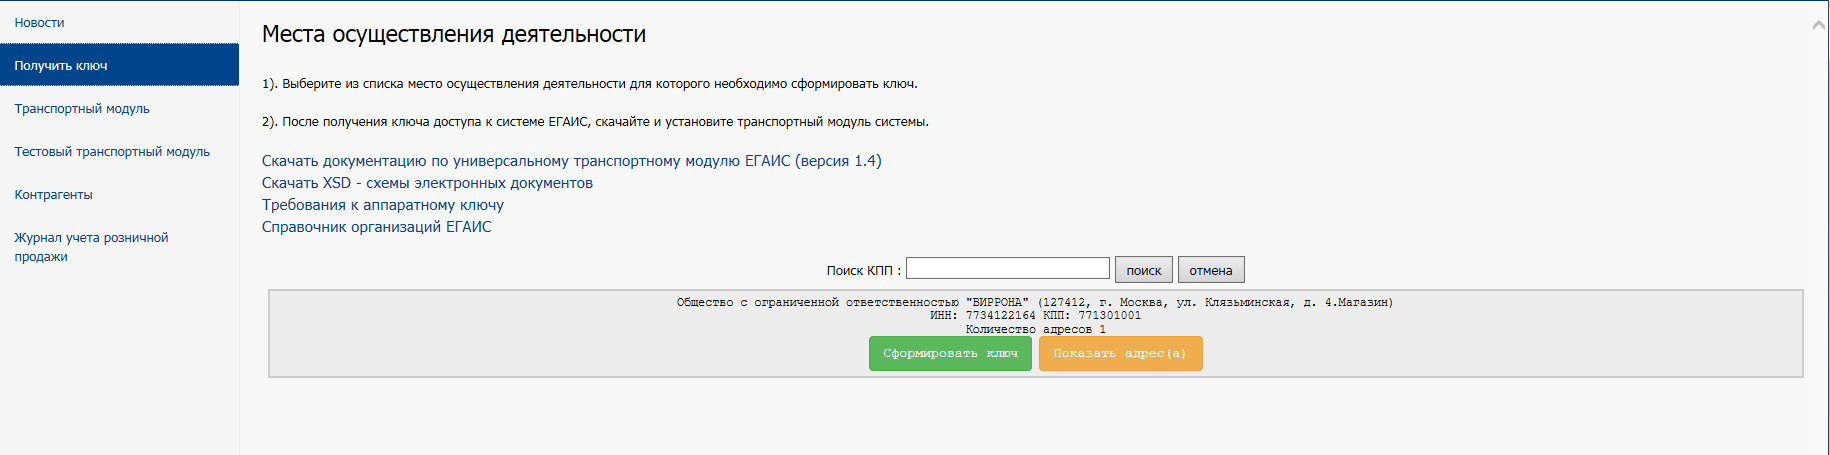 Новости
Получить ключ
Транспортный модуль
Тестовый транспортный модуль
Контрагенты
Журнал учета розничной
продажи
Места осуществления деятельности
1). Выберите из списка место осуществления деятельности для которого необходимо сформировать ключ.
2). После получения ключа доступа к системе ЕГАИС, скачайте и установите транспортный модуль системы.
Скачать документацию по универсальному транспортному модулю ЕГАИС (версия 1.4)
Скачать XSD - схемы электронных документов
Требования к аппаратному ключу
Справочник организаций ЕГАИС
Поиск КПП : поиск отмена
Общество с ограниченной ответственностью "ВИРРОНА" (127412, г. Москва, ул. Клязьминская, д. 4.Магазин)
ИНН: 7734122164 КПП: 771301001
Количество адресов 1
Сформировать ключ Показать адрес(а)